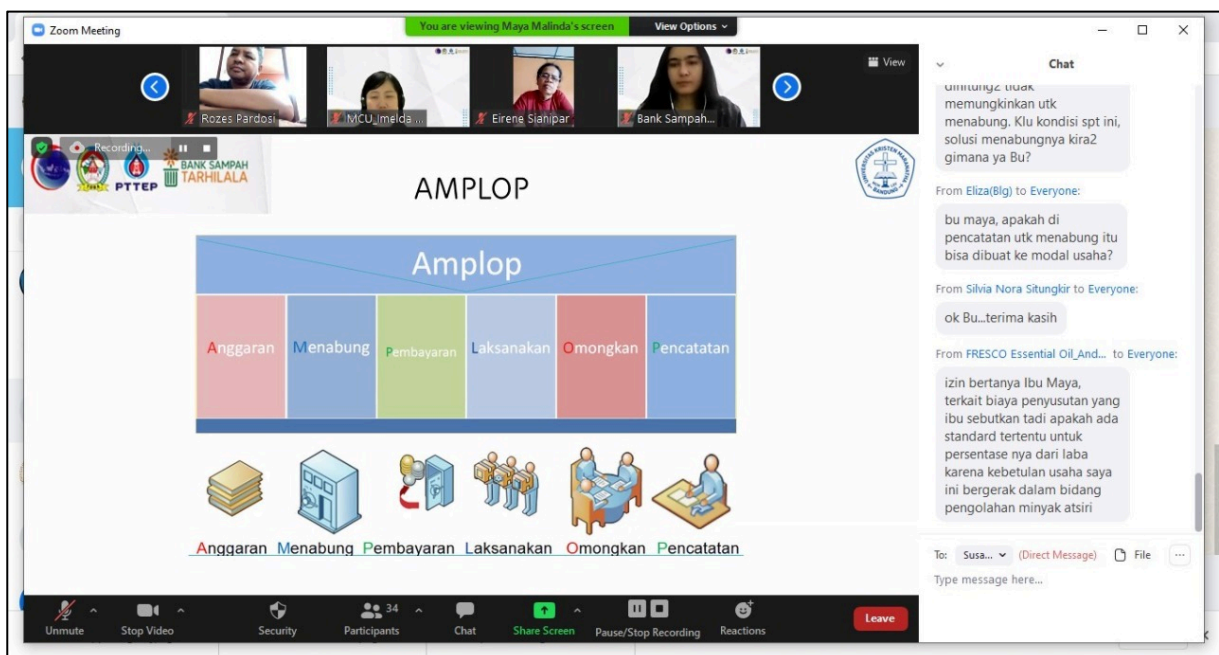 Zoom Meeting
You are viewing Maya Malinda's screen
View Options
View
Rozes Pardosi
MCU_Imelda ...
Eirene Sianipar
Bank Sampah...
Recording...
PTTEP
BANK SAMPAH
TARHILALA
UNIVERSITAS KRISTEN MARANATHA
BANDUNG
AMPLOP
Amplop
Anggaran
Menabung
Pembayaran
Laksanakan
Omongkan
Pencatatan
Anggaran Menabung Pembayaran Laksanakan Omongkan Pencatatan
Unmute
Stop Video
Security
34
Participants
Chat
Share Screen
Pause/Stop Recording
Reactions
Leave
Chat
dihitung2 tidak
memungkinkan utk
menabung. Klu kondisi spt ini,
solusi menabungnya kira2
gimana ya Bu?
From Eliza(Blg) to Everyone:
bu maya, apakah di
pencatatan utk menabung itu
bisa dibuat ke modal usaha?
From Silvia Nora Situngkir to Everyone:
ok Bu...terima kasih
From FRESCO Essential Oil_And... to Everyone:
izin bertanya Ibu Maya,
terkait biaya penyusutan yang
ibu sebutkan tadi apakah ada
standard tertentu untuk
persentase nya dari laba
karena kebetulan usaha saya
ini bergerak dalam bidang
pengolahan minyak atsiri
To: Susa... (Direct Message) File ...
Type message here...